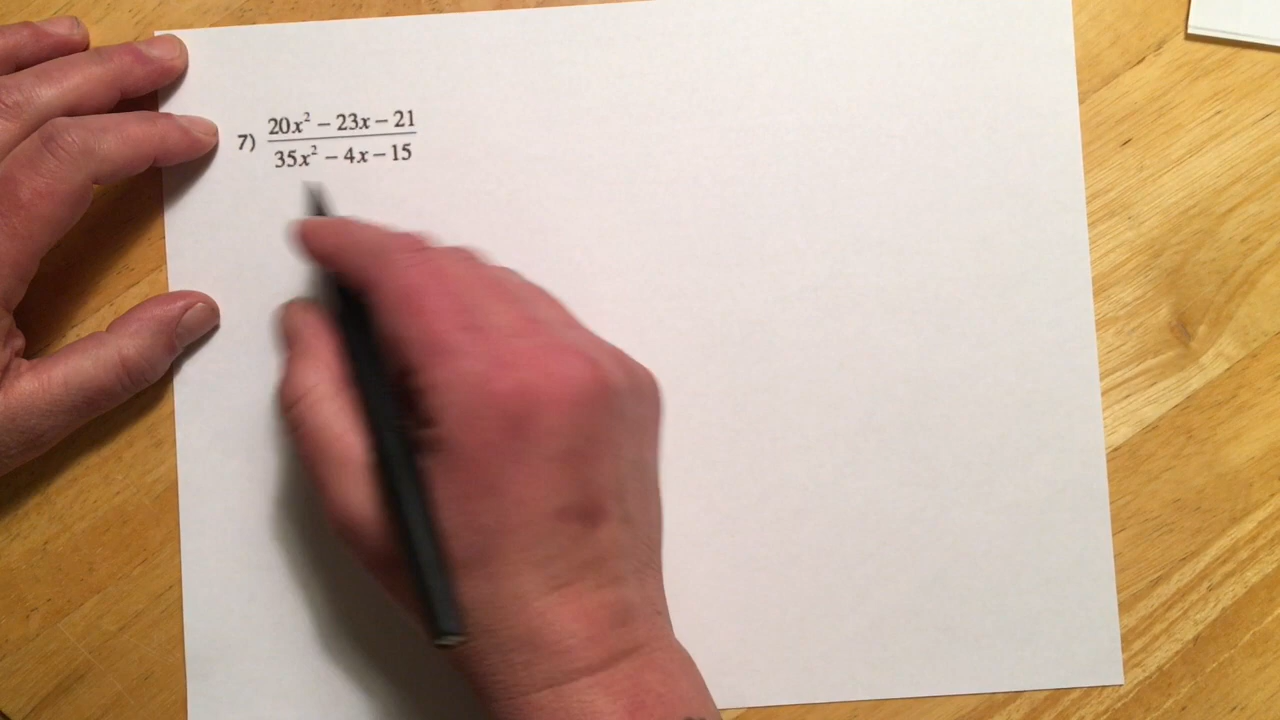 7) 20x² – 23x – 21
35x² – 4x – 15